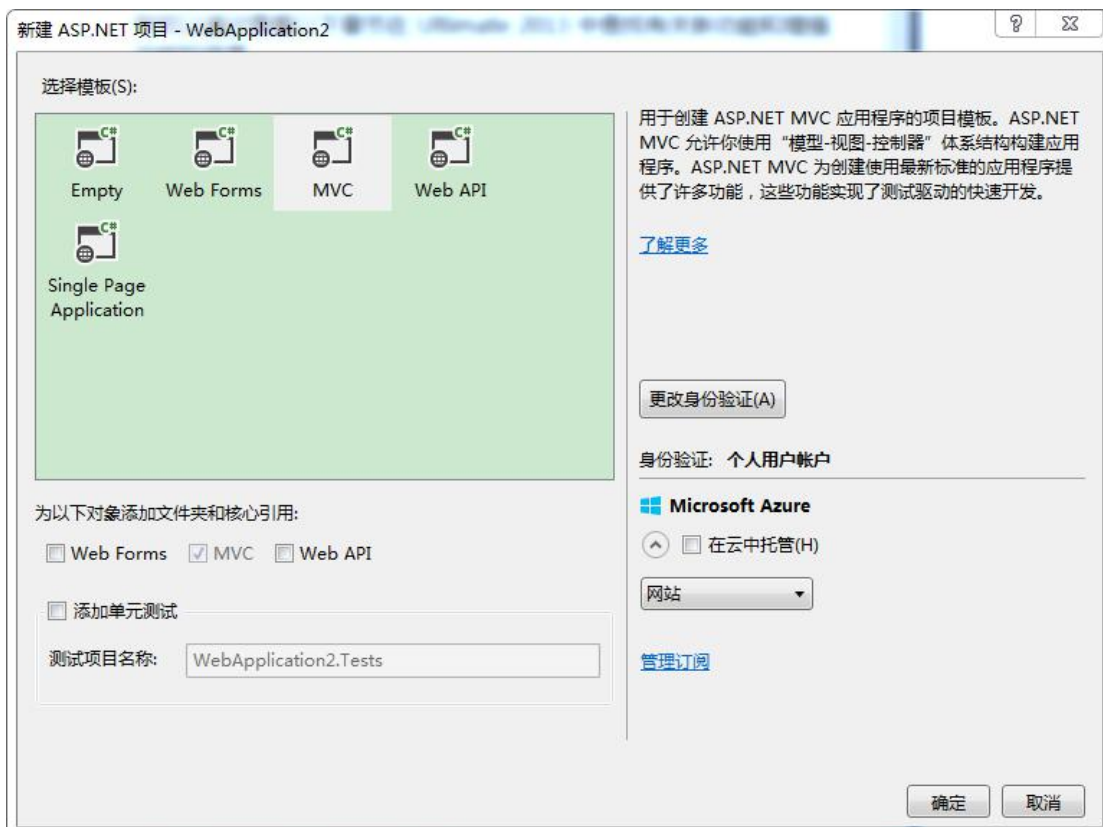 新建 ASP.NET 项目 - WebApplication2
选择模板(S):
C# C# C# C#
Empty Web Forms MVC Web API
C#
Single Page
Application
用于创建 ASP.NET MVC 应用程序的项目模板。ASP.NET
MVC 允许你使用“模型-视图-控制器”体系结构构建应用
程序。ASP.NET MVC 为创建使用最新标准的应用程序提
供了许多功能，这些功能实现了测试驱动的快速开发。
了解更多
更改身份验证(A)
身份验证: 个人用户帐户
Microsoft Azure
在云中托管(H)
网站
管理订阅
为以下对象添加文件夹和核心引用:
Web Forms MVC Web API
添加单元测试
测试项目名称: WebApplication2.Tests
确定 取消